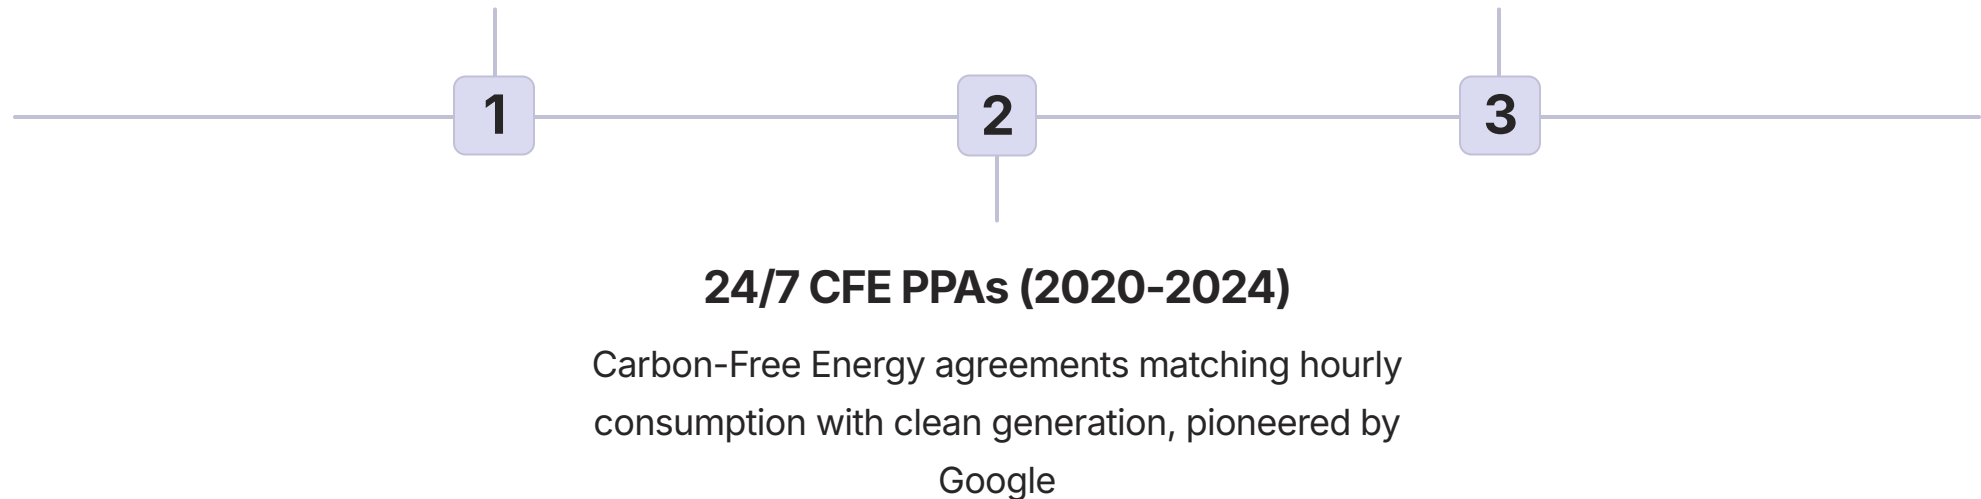 1
2
3
24/7 CFE PPAs (2020-2024)
Carbon-Free Energy agreements matching hourly
consumption with clean generation, pioneered by
Google